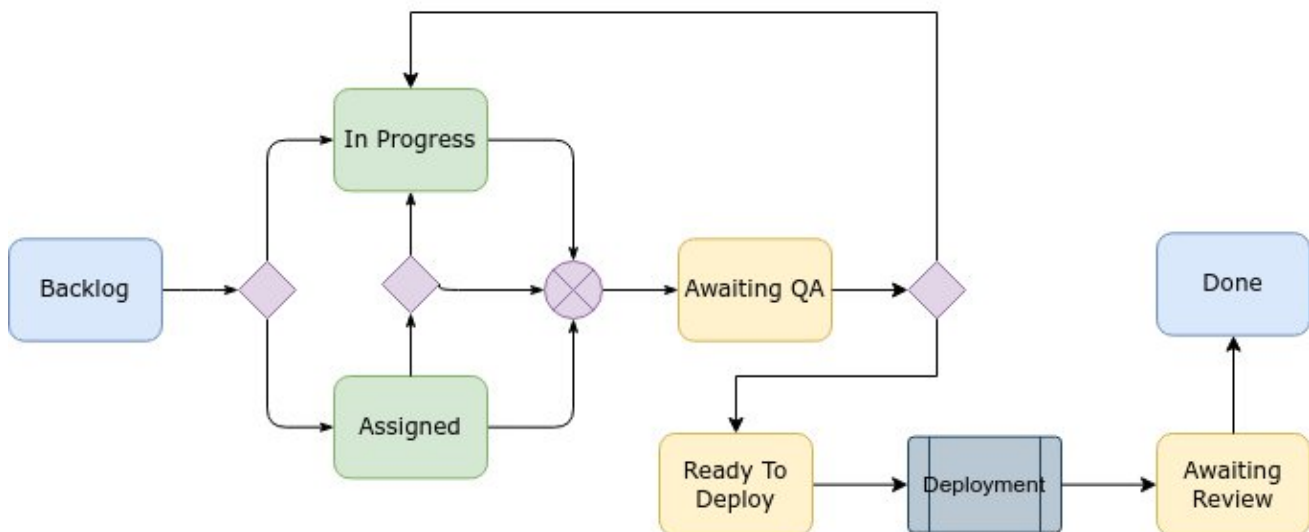 In Progress
Backlog
Awaiting QA
Done
Assigned
Ready To
Deploy
Deployment
Awaiting
Review